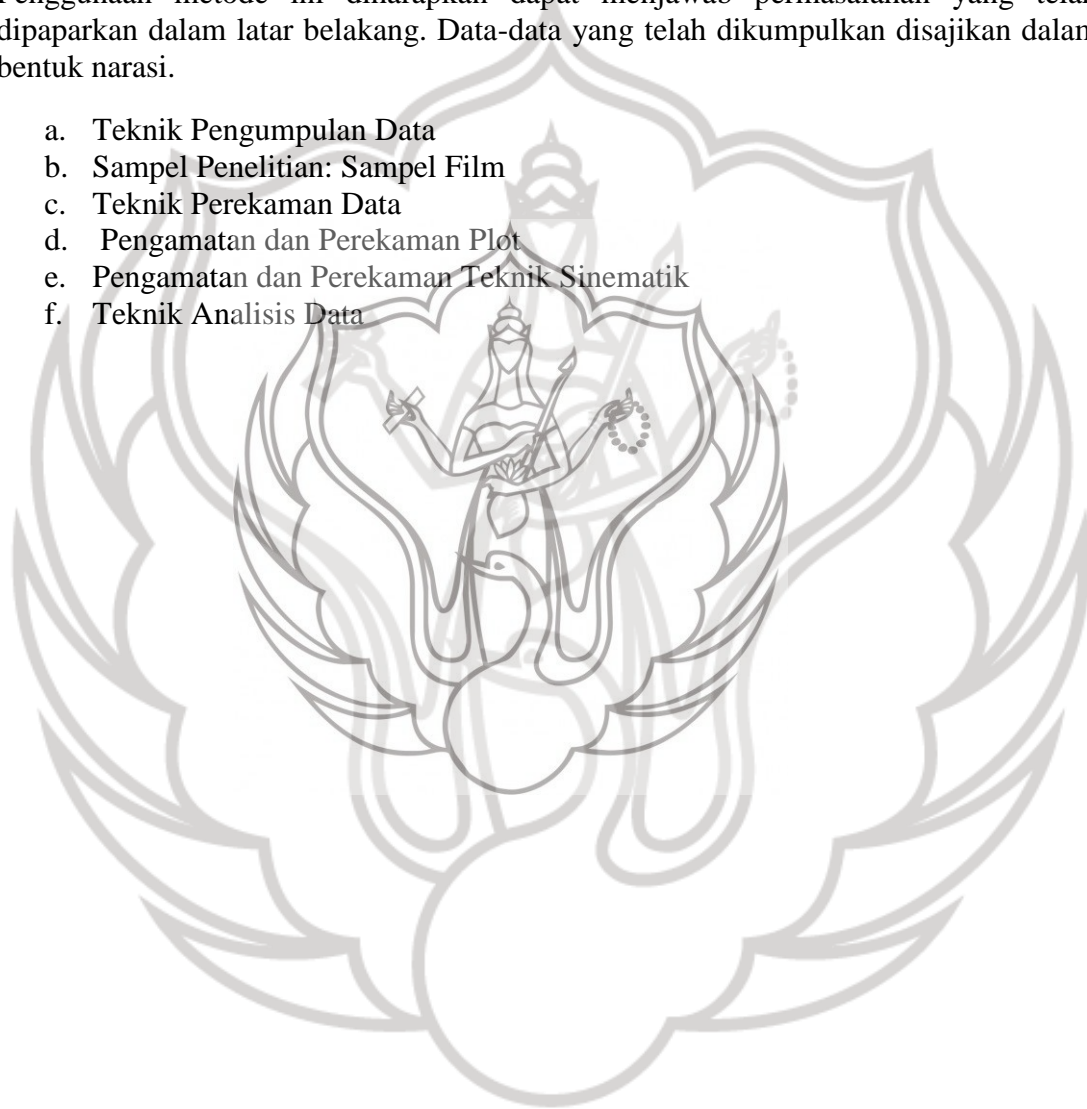 Penggunaan metode ini diharapkan dapat menjawab permasalahan yang telah
dipaparkan dalam latar belakang. Data-data yang telah dikumpulkan disajikan dalam
bentuk narasi.
a. Teknik Pengumpulan Data
b. Sampel Penelitian: Sampel Film
c. Teknik Perekaman Data
d. Pengamatan dan Perekaman Plot
e. Pengamatan dan Perekaman Teknik Sinematik
f. Teknik Analisis Data